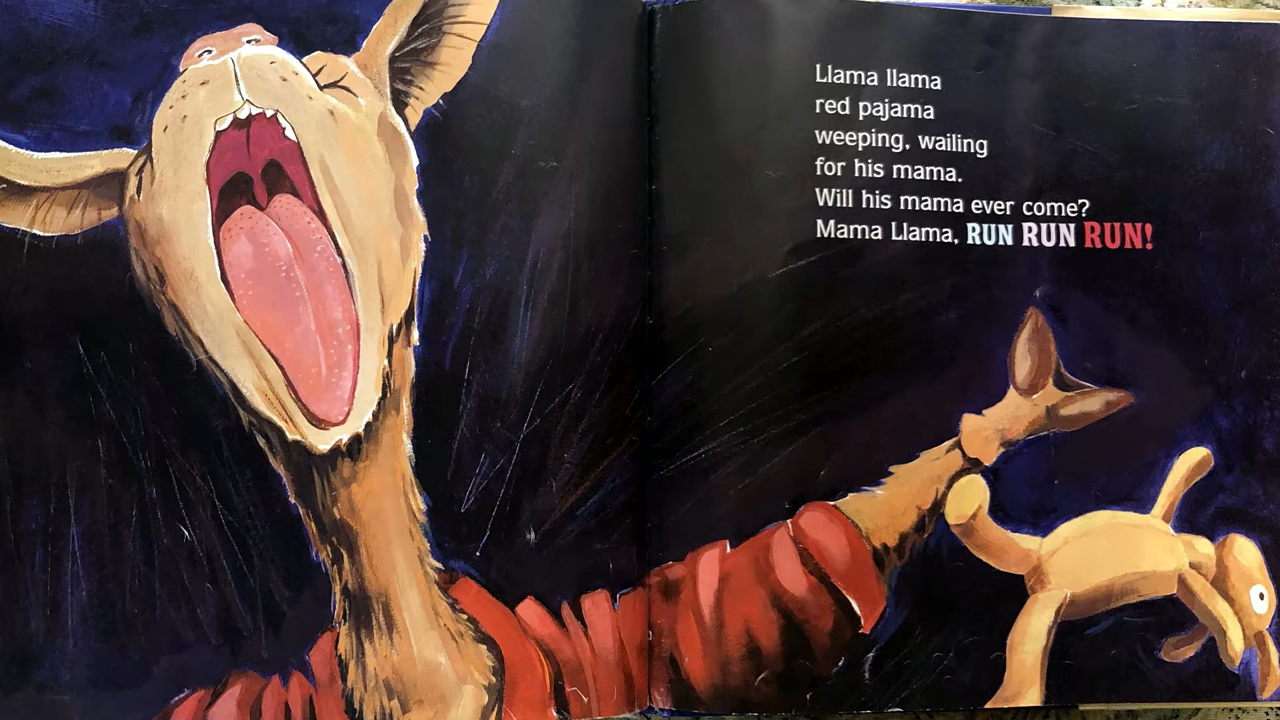 Llama llama
red pajama
weeping, wailing
for his mama.
Will his mama ever come?
Mama Llama, RUN RUN RUN!